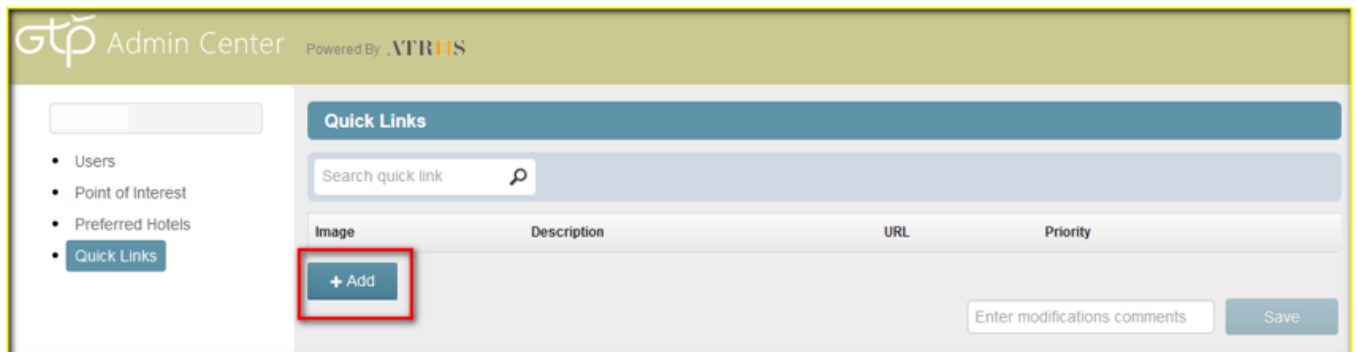 Gtp Admin Center Powered By ATRIIS
Quick Links
Users
Point of Interest
Preferred Hotels
Quick Links
Search quick link
Image Description URL Priority
+ Add
Enter modifications comments Save